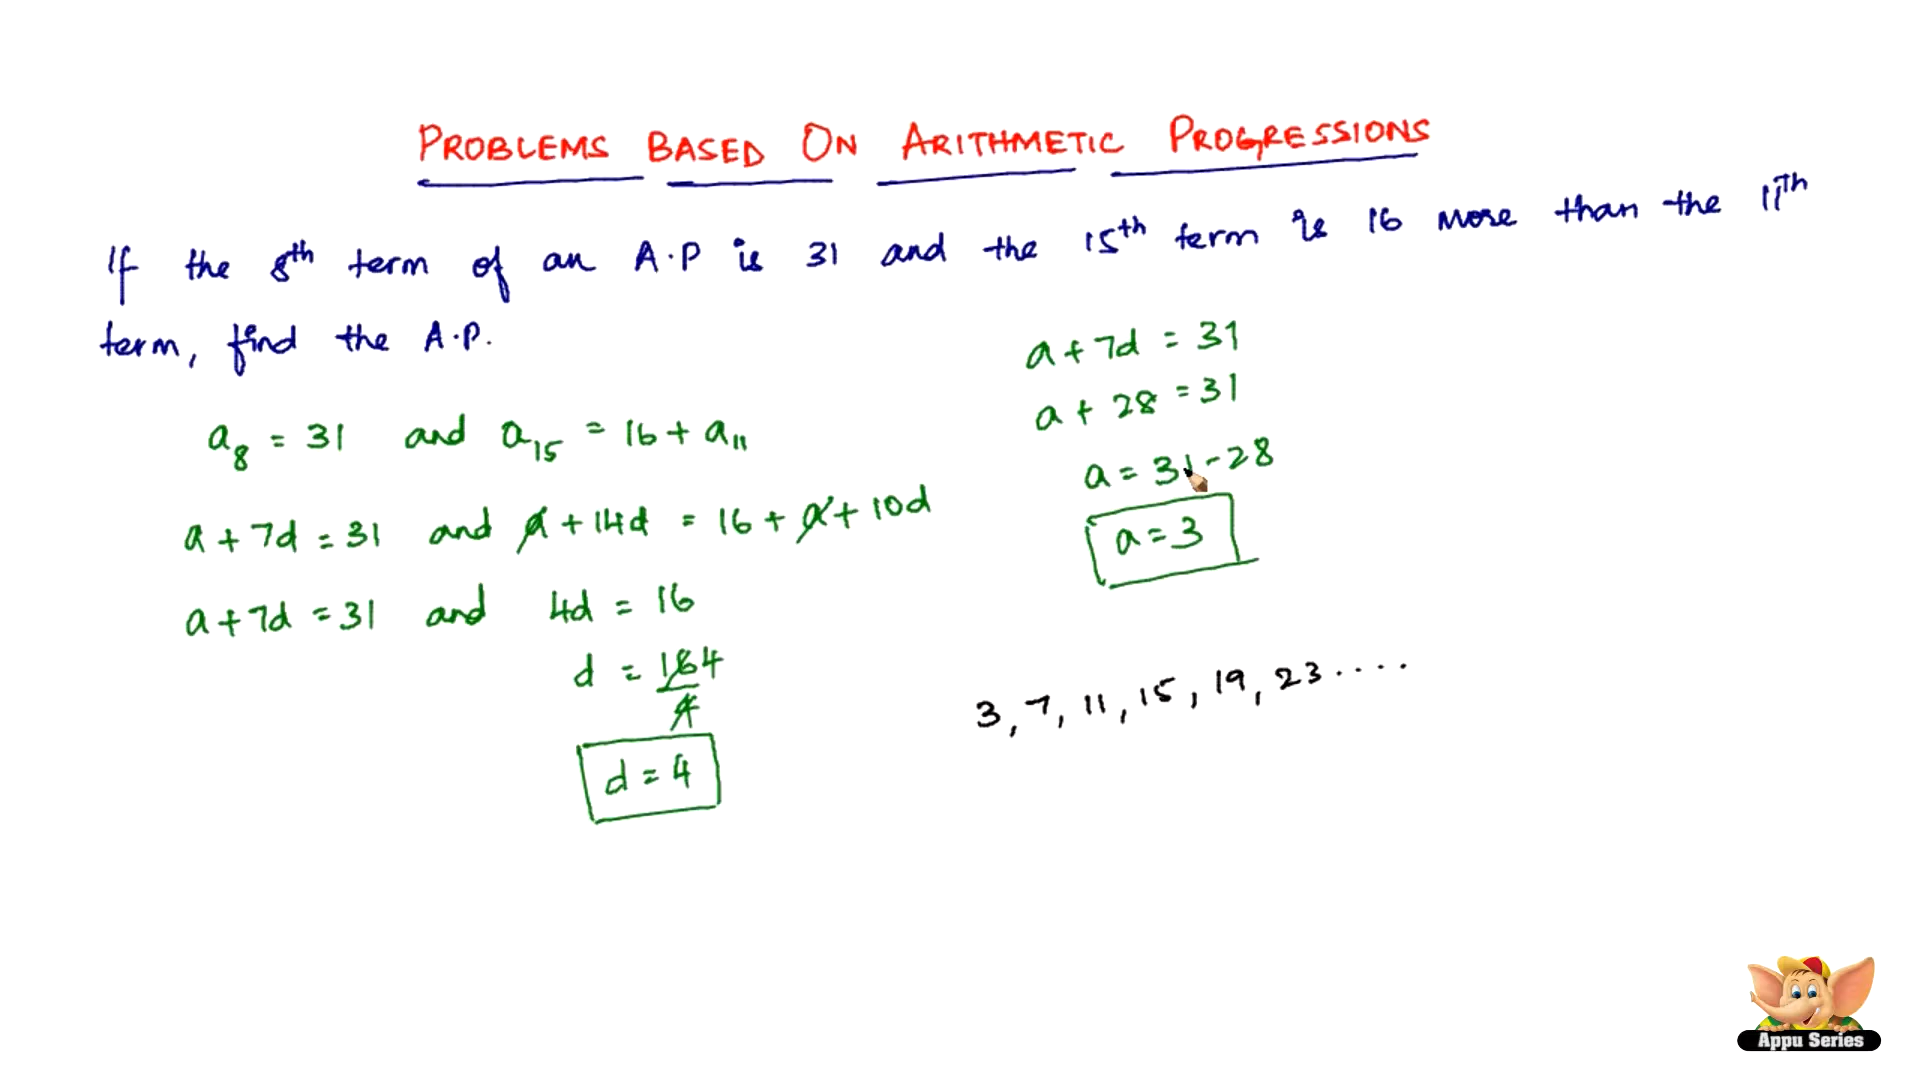 PROBLEMS BASED ON ARITHMETIC PROGRESSIONS
If the 8th term of an A.P is 31 and the 15th term is 16 more than the 11th
term, find the A.P.
a₈ = 31 and a₁₅ = 16 + a₁₁
a + 7d = 31 and a + 14d = 16 + a + 10d
a + 7d = 31 and 4d = 16
d = 16/4 4
d = 4
a + 7d = 31
a + 28 = 31
a = 31 - 28
a = 3
3, 7, 11, 15, 19, 23....
Appu Series